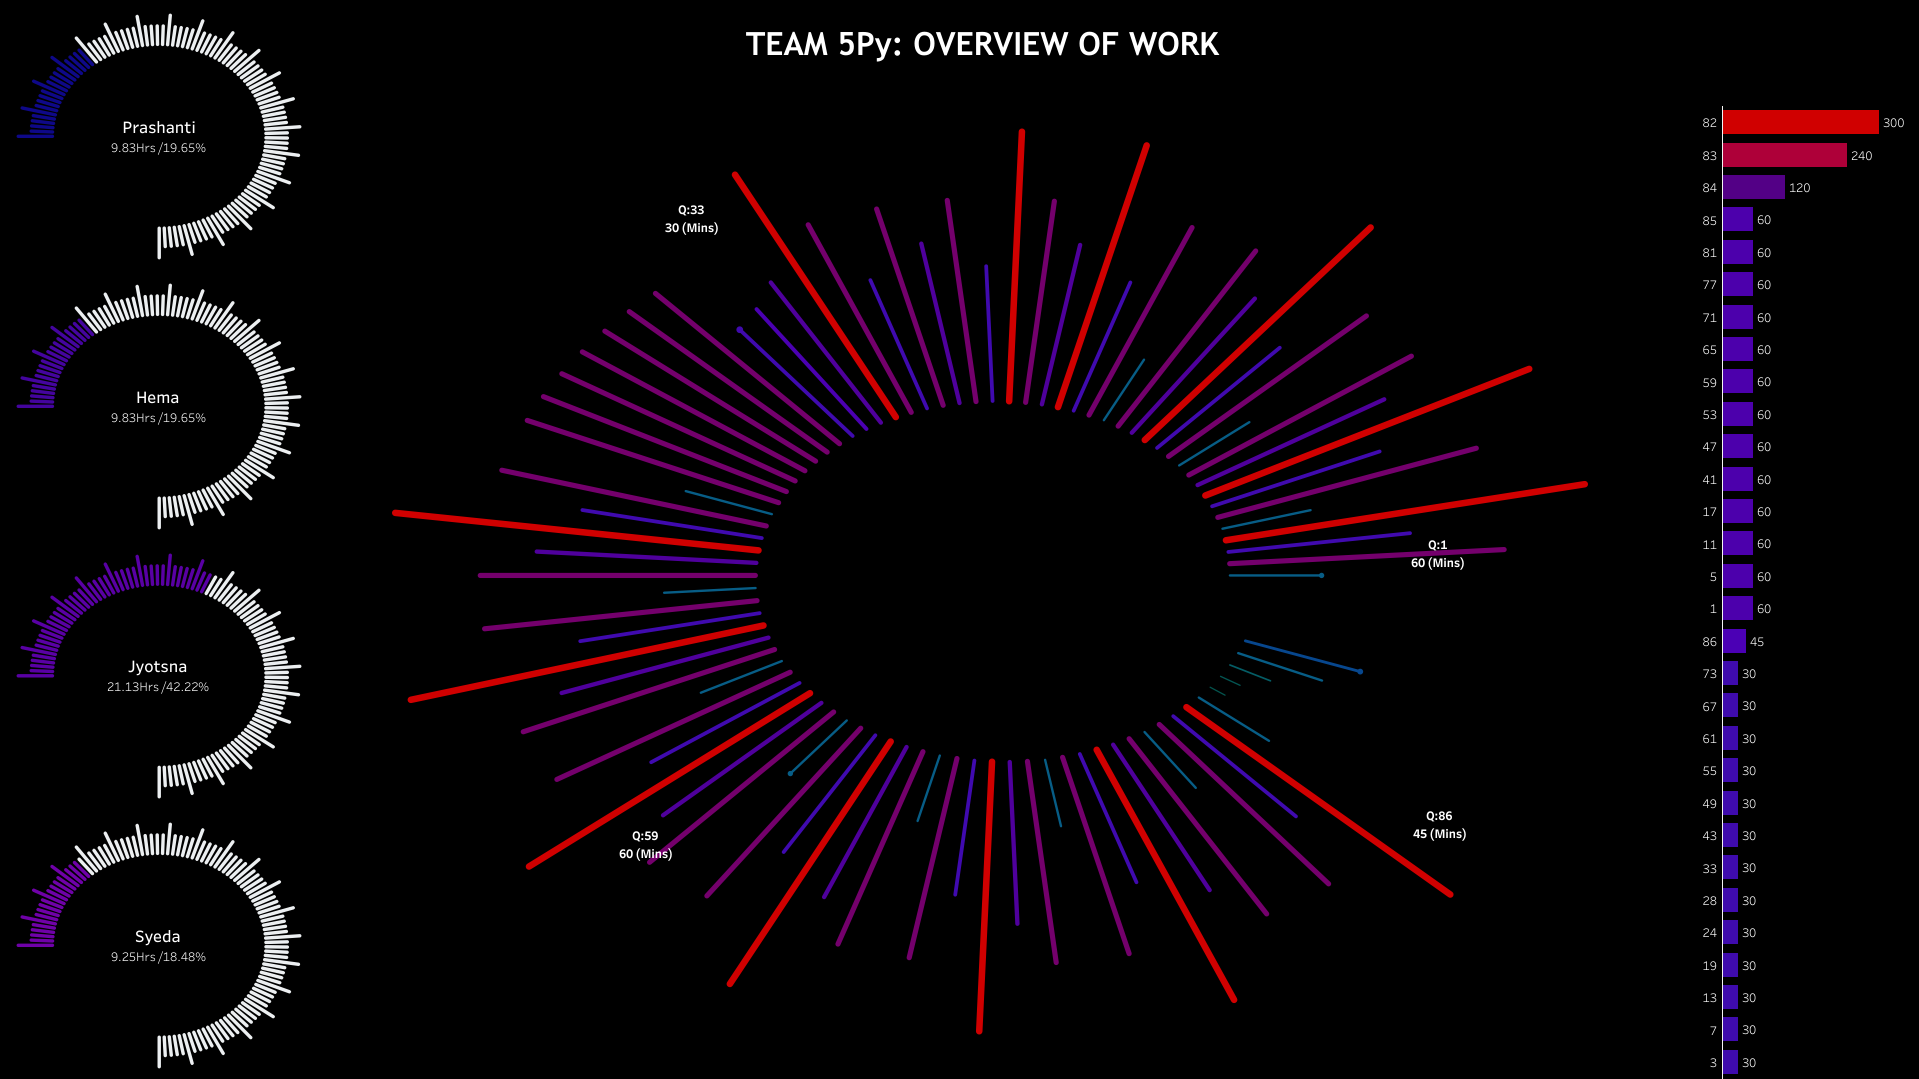 TEAM 5Py: OVERVIEW OF WORK
Prashanti
9.83Hrs /19.65%
Hema
9.83Hrs /19.65%
Jyotsna
21.13Hrs /42.22%
Syeda
9.25Hrs /18.48%
Q:33
30 (Mins)
Q:1
60 (Mins)
Q:59
60 (Mins)
Q:86
45 (Mins)
82 300
83 240
84 120
85 60
81 60
77 60
71 60
65 60
59 60
53 60
47 60
41 60
17 60
11 60
5 60
1 60
86 45
73 30
67 30
61 30
55 30
49 30
43 30
33 30
28 30
24 30
19 30
13 30
7 30
3 30